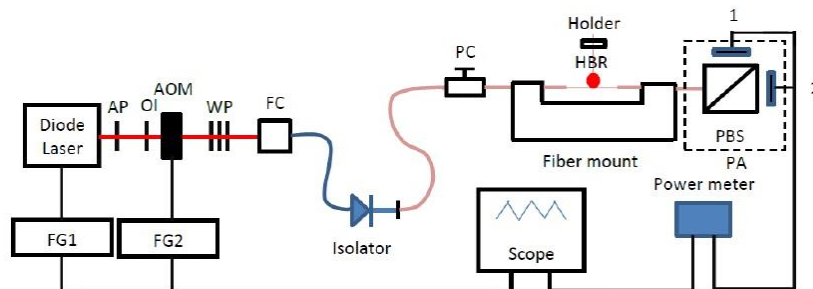 1
Holder
PC
HBR
AOM
AP
OI
WP
FC
Diode
Laser
PBS
Fiber mount
PA
Power meter
FG1
FG2
Isolator
Scope